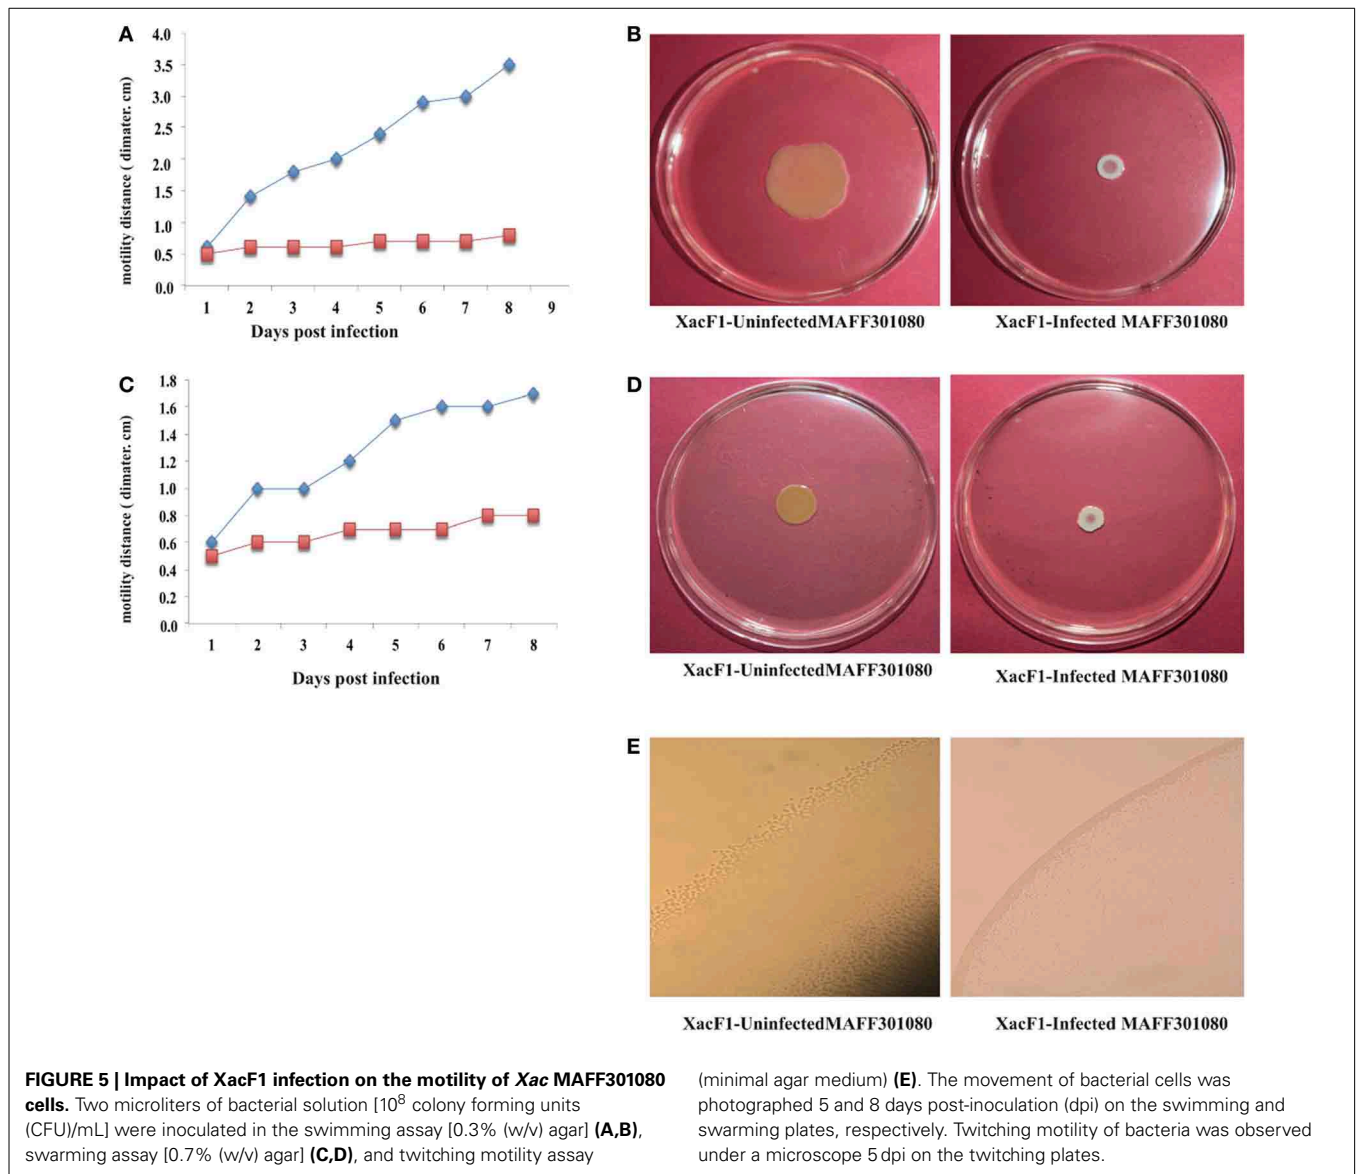 A
4.0
3.5
3.0
2.5
2.0
1.5
1.0
0.5
0.0
motility distance ( dimater. cm)
1 2 3 4 5 6 7 8 9
Days post infection
B
XacF1-UninfectedMAFF301080
XacF1-Infected MAFF301080
C
1.8
1.6
1.4
1.2
1.0
0.8
0.6
0.4
0.2
0.0
motility distance ( dimater. cm)
1 2 3 4 5 6 7 8
Days post infection
D
XacF1-UninfectedMAFF301080
XacF1-Infected MAFF301080
E
XacF1-UninfectedMAFF301080
XacF1-Infected MAFF301080
FIGURE 5 | Impact of XacF1 infection on the motility of Xac MAFF301080
cells. Two microliters of bacterial solution [10⁸ colony forming units
(CFU)/mL] were inoculated in the swimming assay [0.3% (w/v) agar] (A,B),
swarming assay [0.7% (w/v) agar] (C,D), and twitching motility assay
(minimal agar medium) (E). The movement of bacterial cells was
photographed 5 and 8 days post-inoculation (dpi) on the swimming and
swarming plates, respectively. Twitching motility of bacteria was observed
under a microscope 5 dpi on the twitching plates.